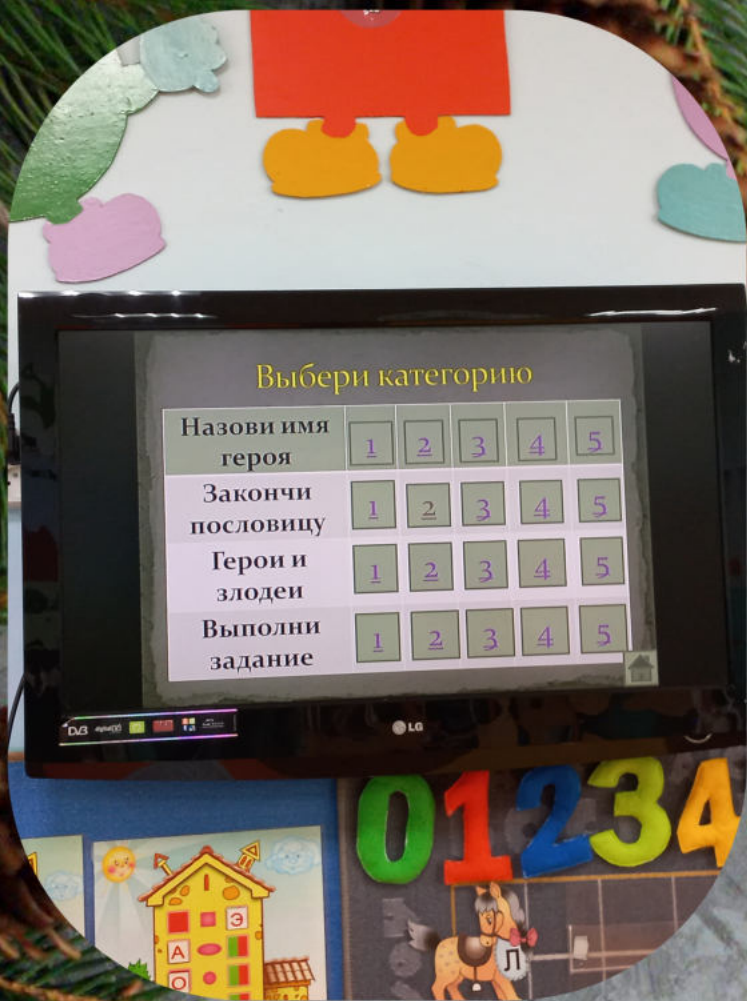 Выбери категорию
Назови имя
героя
1 2 3 4 5
Закончи
пословицу
1 2 3 4 5
Герои и
злодеи
1 2 3 4 5
Выполни
задание
1 2 3 4 5
DVB
LG
0 1 2 3 4
Э
А
О
Л